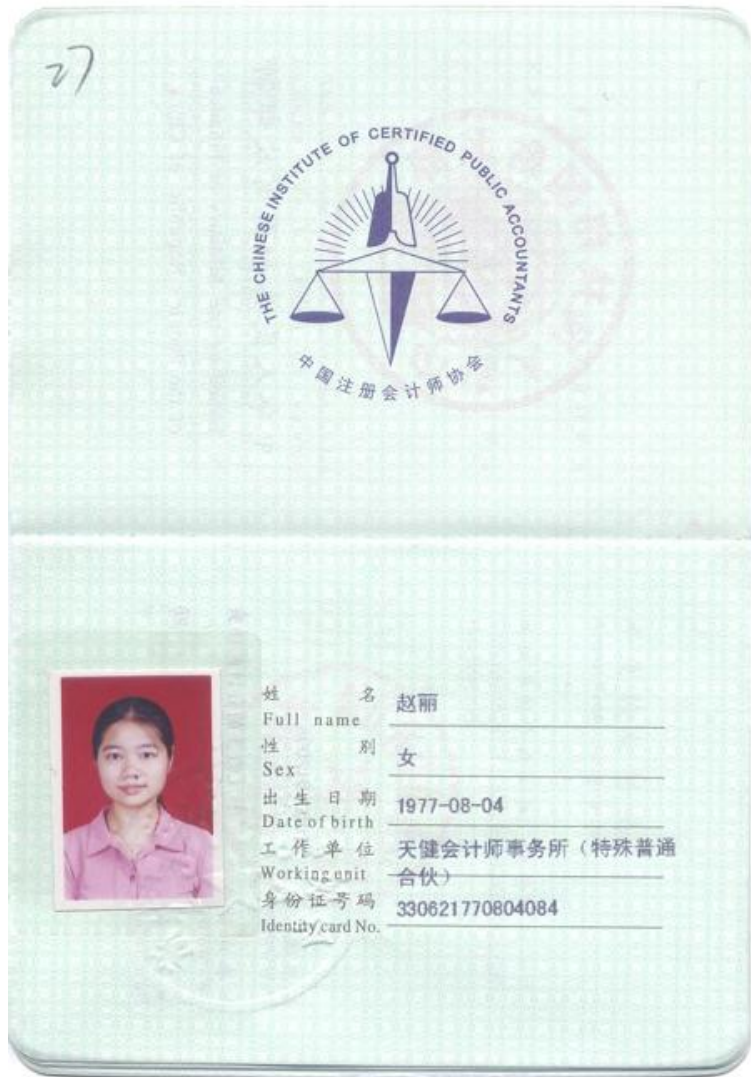 27
THE CHINESE INSTITUTE OF CERTIFIED PUBLIC ACCOUNTANTS
中国注册会计师协会
姓 名 赵丽
Full name
性 别 女
Sex
出生日期 1977-08-04
Date of birth
工作单位 天健会计师事务所（特殊普通
Working unit 合伙）
身份证号码 330621770804084
Identity card No.